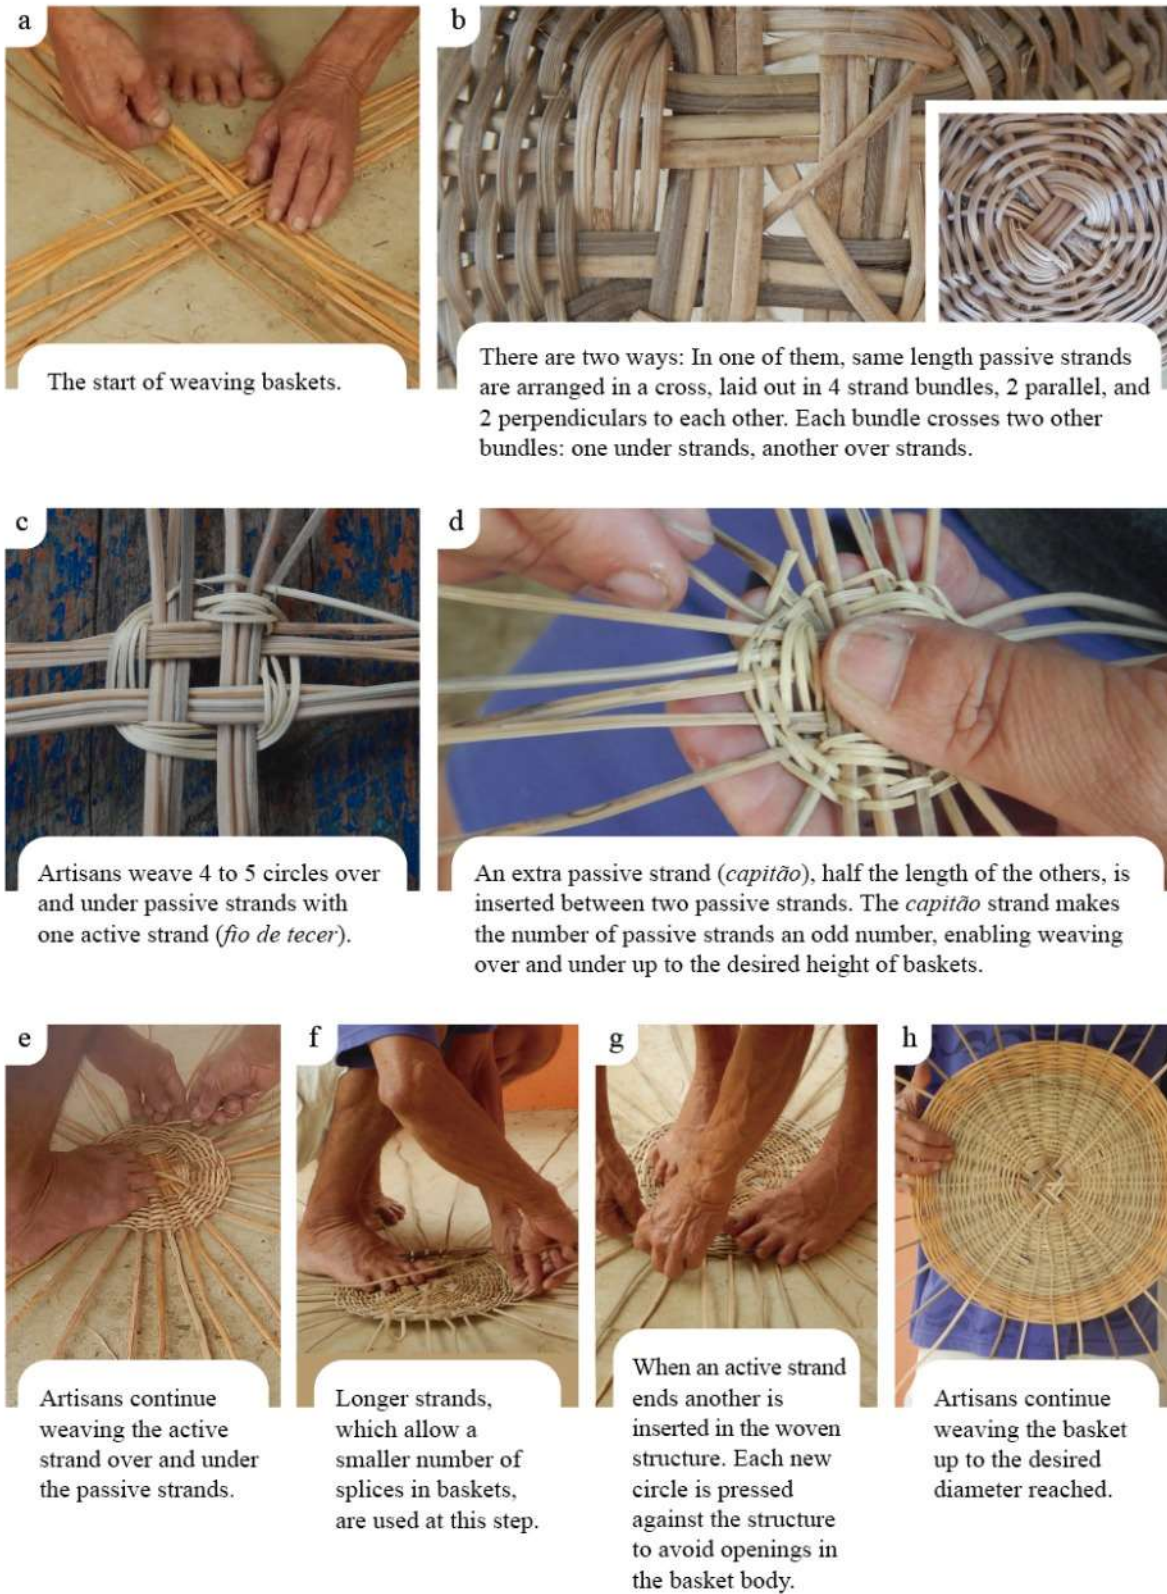 a
The start of weaving baskets.
b
There are two ways: In one of them, same length passive strands
are arranged in a cross, laid out in 4 strand bundles, 2 parallel, and
2 perpendiculars to each other. Each bundle crosses two other
bundles: one under strands, another over strands.
c
Artisans weave 4 to 5 circles over
and under passive strands with
one active strand (fio de tecer).
d
An extra passive strand (capitão), half the length of the others, is
inserted between two passive strands. The capitão strand makes
the number of passive strands an odd number, enabling weaving
over and under up to the desired height of baskets.
e
Artisans continue
weaving the active
strand over and under
the passive strands.
f
Longer strands,
which allow a
smaller number of
splices in baskets,
are used at this step.
g
When an active strand
ends another is
inserted in the woven
structure. Each new
circle is pressed
against the structure
to avoid openings in
the basket body.
h
Artisans continue
weaving the basket
up to the desired
diameter reached.